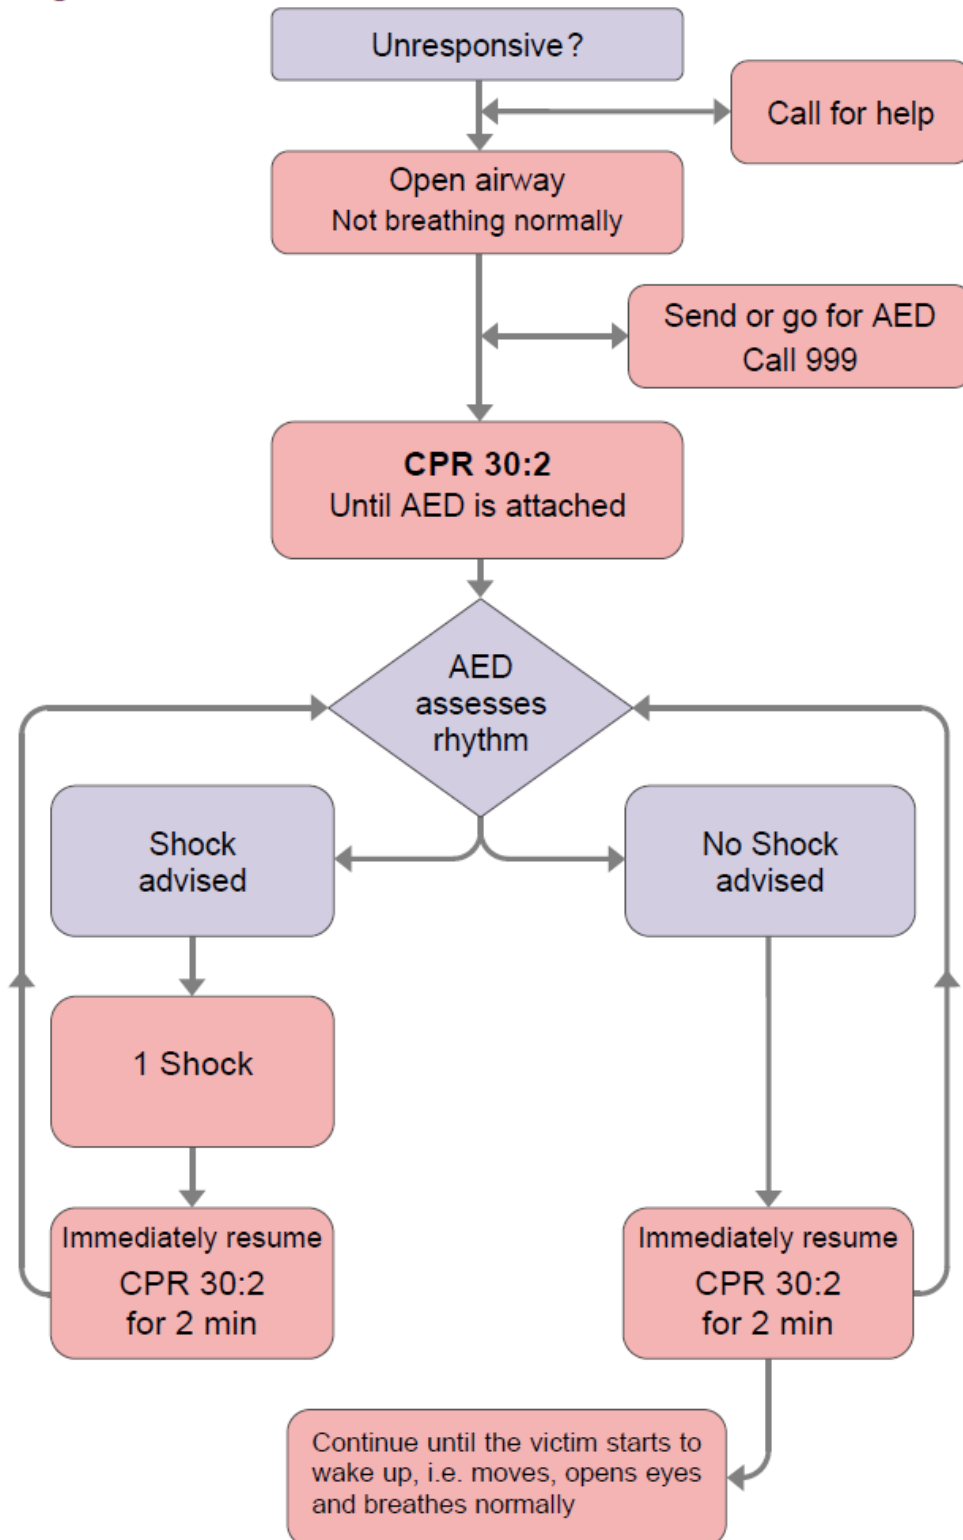 Unresponsive?
Call for help
Open airway
Not breathing normally
Send or go for AED
Call 999
CPR 30:2
Until AED is attached
AED
assesses
rhythm
Shock
advised
No Shock
advised
1 Shock
Immediately resume
CPR 30:2
for 2 min
Immediately resume
CPR 30:2
for 2 min
Continue until the victim starts to
wake up, i.e. moves, opens eyes
and breathes normally